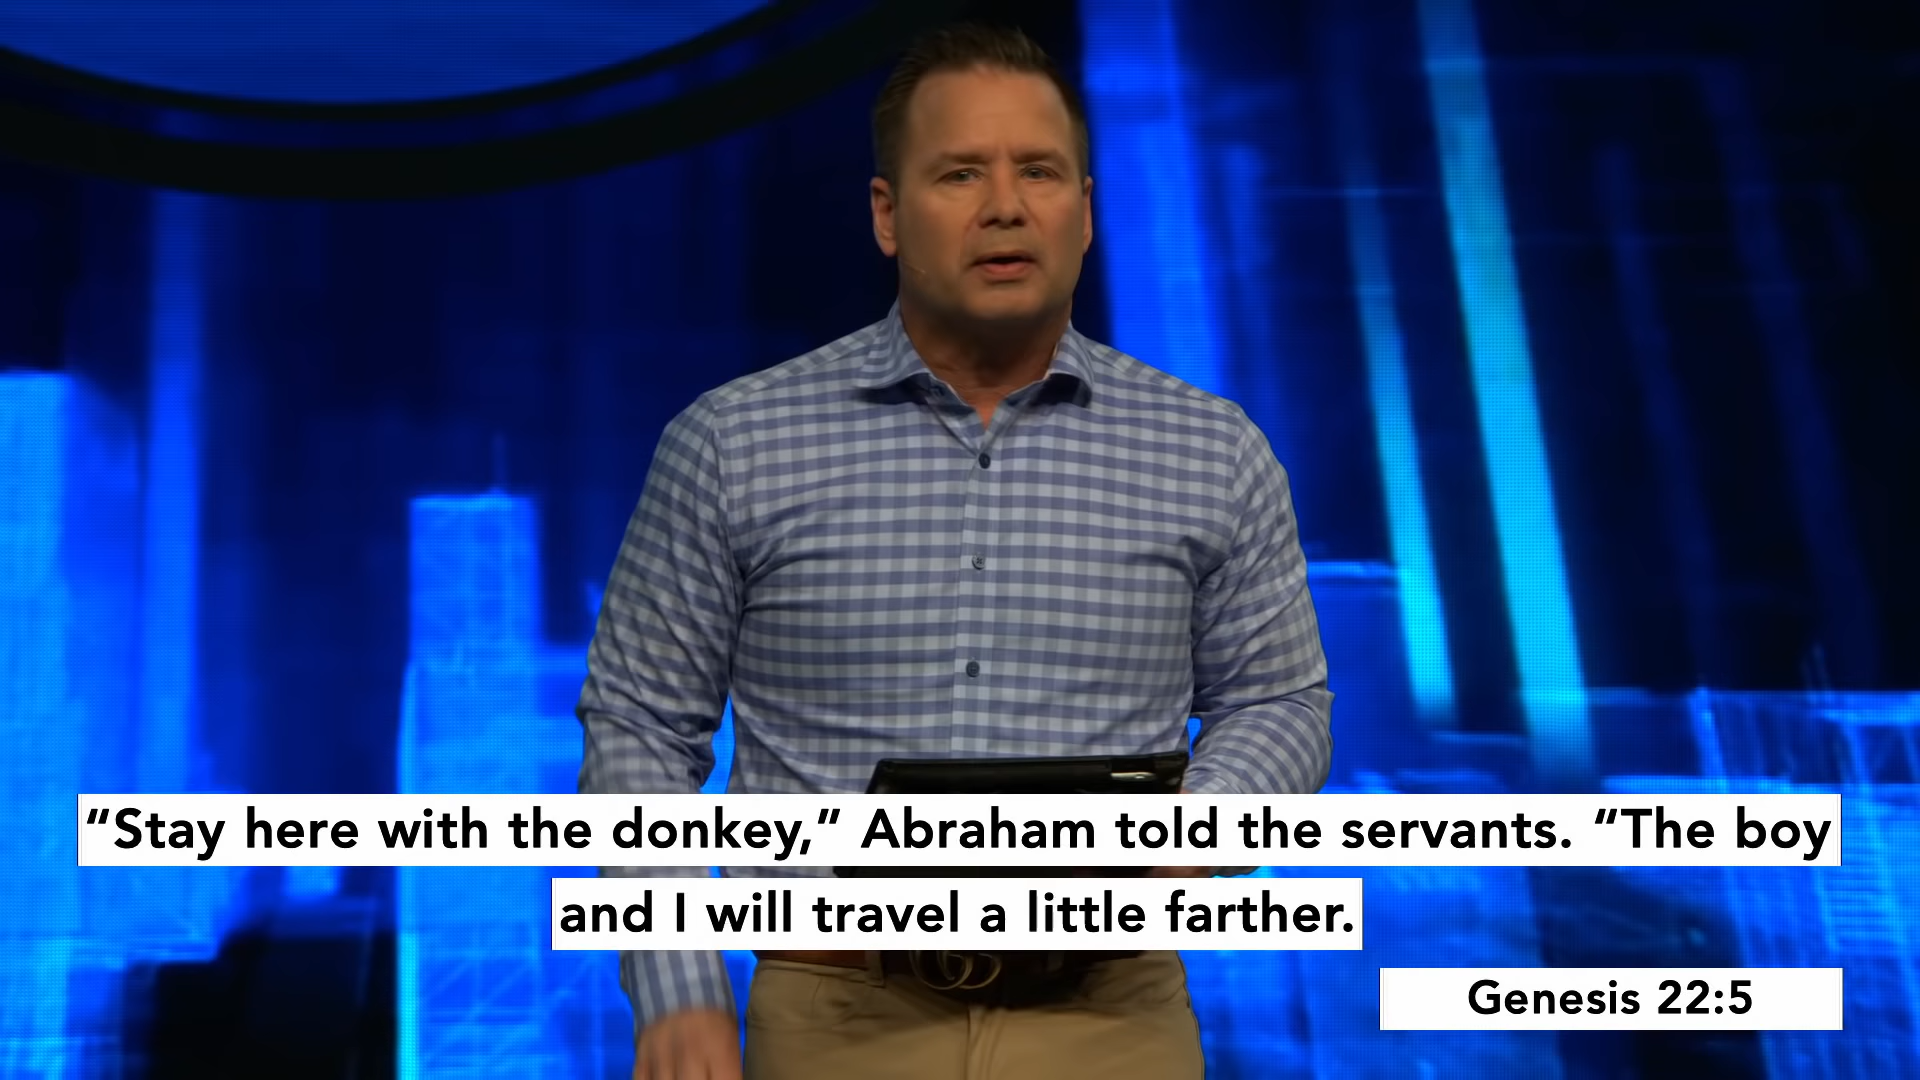 “Stay here with the donkey,” Abraham told the servants. “The boy
and I will travel a little farther.
Genesis 22:5